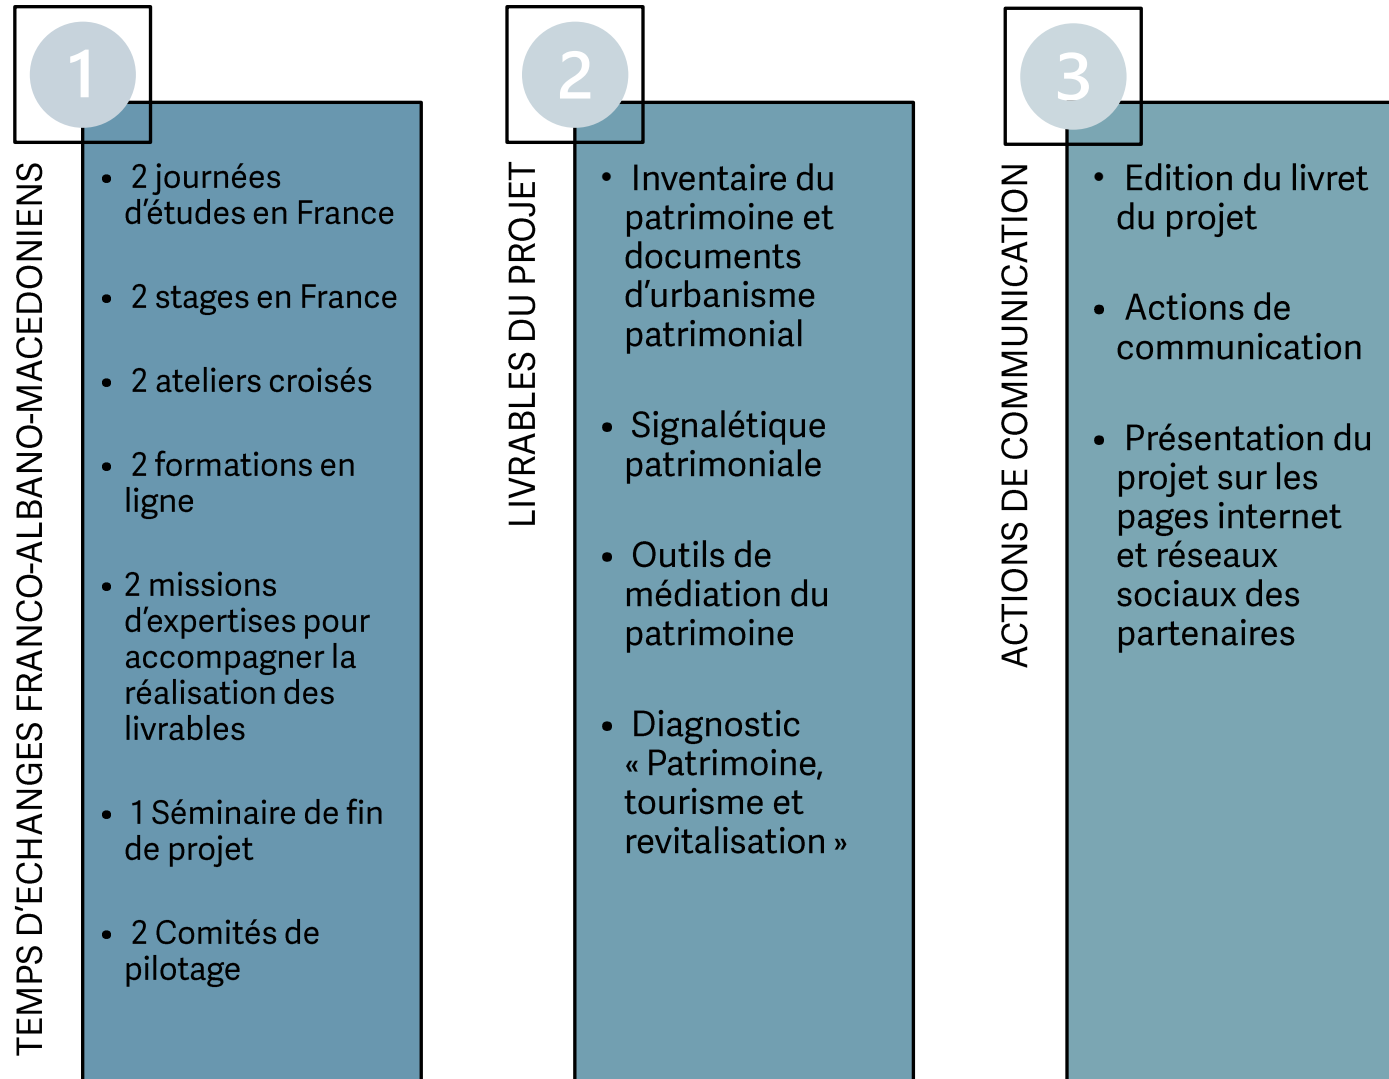 1
TEMPS D'ECHANGES FRANCO-ALBANO-MACEDONIENS
• 2 journées
d’études en France
• 2 stages en France
• 2 ateliers croisés
• 2 formations en
ligne
• 2 missions
d’expertises pour
accompagner la
réalisation des
livrables
• 1 Séminaire de fin
de projet
• 2 Comités de
pilotage
2
LIVRABLES DU PROJET
• Inventaire du
patrimoine et
documents
d’urbanisme
patrimonial
• Signalétique
patrimoniale
• Outils de
médiation du
patrimoine
• Diagnostic
« Patrimoine,
tourisme et
revitalisation »
3
ACTIONS DE COMMUNICATION
• Edition du livret
du projet
• Actions de
communication
• Présentation du
projet sur les
pages internet
et réseaux
sociaux des
partenaires